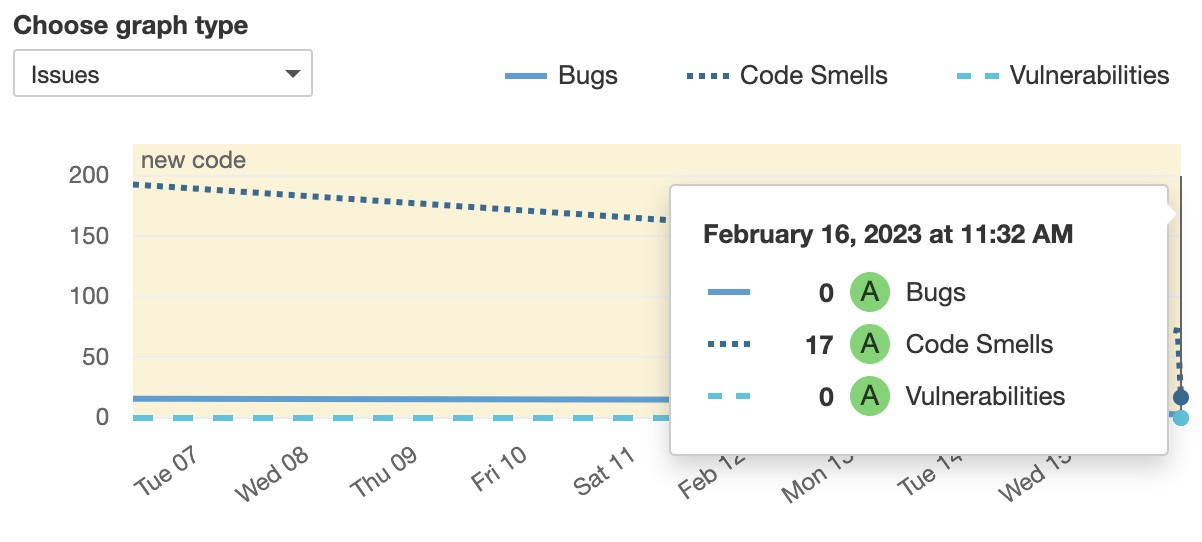 Choose graph type
Issues
Bugs
Code Smells
Vulnerabilities
new code
200
150
100
50
0
February 16, 2023 at 11:32 AM
0 A Bugs
17 A Code Smells
0 A Vulnerabilities
Tue 07
Wed 08
Thu 09
Fri 10
Sat 11
Feb 12
Mon 13
Tue 14
Wed 15